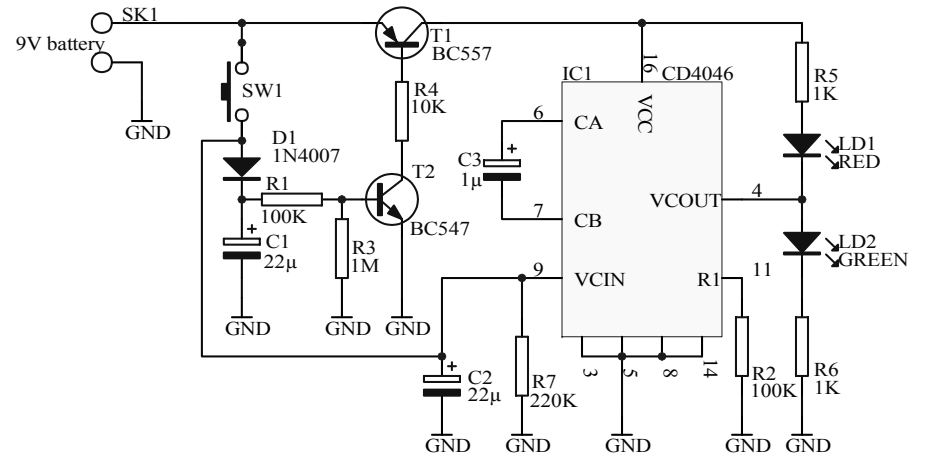 SK1
9V battery
GND
SW1
D1
1N4007
R1
100K
C1
22µ
GND
R3
1M
GND
T1
BC557
R4
10K
T2
BC547
GND
IC1
CD4046
16
VCC
6
CA
C3
1µ
7
CB
9
VCIN
VCOUT
4
R1
11
3
5
8
14
C2
22µ
GND
R7
220K
GND
GND
R2
100K
GND
R5
1K
LD1
RED
LD2
GREEN
R6
1K
GND